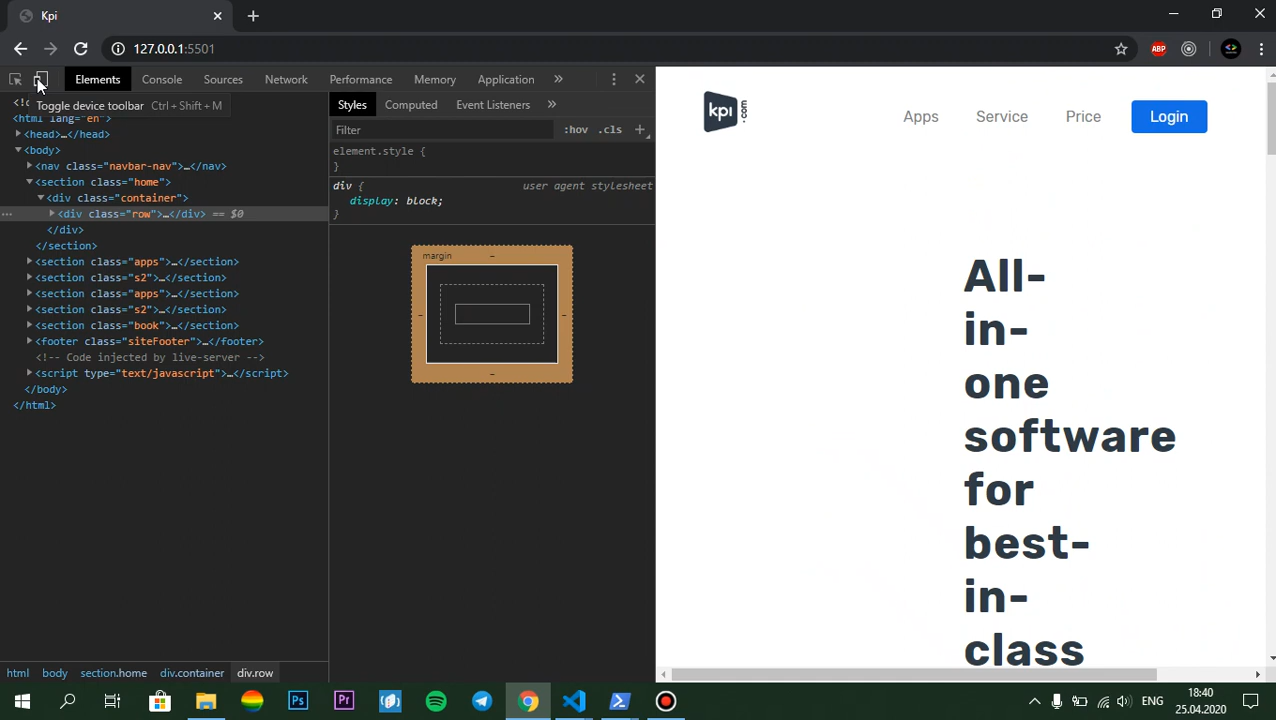 Kpi
127.0.0.1:5501
ABP
Elements Console Sources Network Performance Memory Application »
Toggle device toolbar Ctrl+Shift+M
<html lang="en">
<head>…</head>
<body>
<nav class="navbar-nav">…</nav>
<section class="home">
<div class="container">
<div class="row">…</div> == $0
</div>
</section>
<section class="apps">…</section>
<section class="s2">…</section>
<section class="apps">…</section>
<section class="s2">…</section>
<section class="book">…</section>
<footer class="siteFooter">…</footer>
<!-- Code injected by live-server -->
<script type="text/javascript">…</script>
</body>
</html>
html body section.home div.container div.row
Styles Computed Event Listeners »
Filter :hov .cls +
element.style {
}
div { user agent stylesheet
display: block;
}
margin –
–
–
–
kpi .com
Apps Service Price Login
All-
in-
one
software
for
best-
in-
class
Ps
Pr
ENG
18:40
25.04.2020